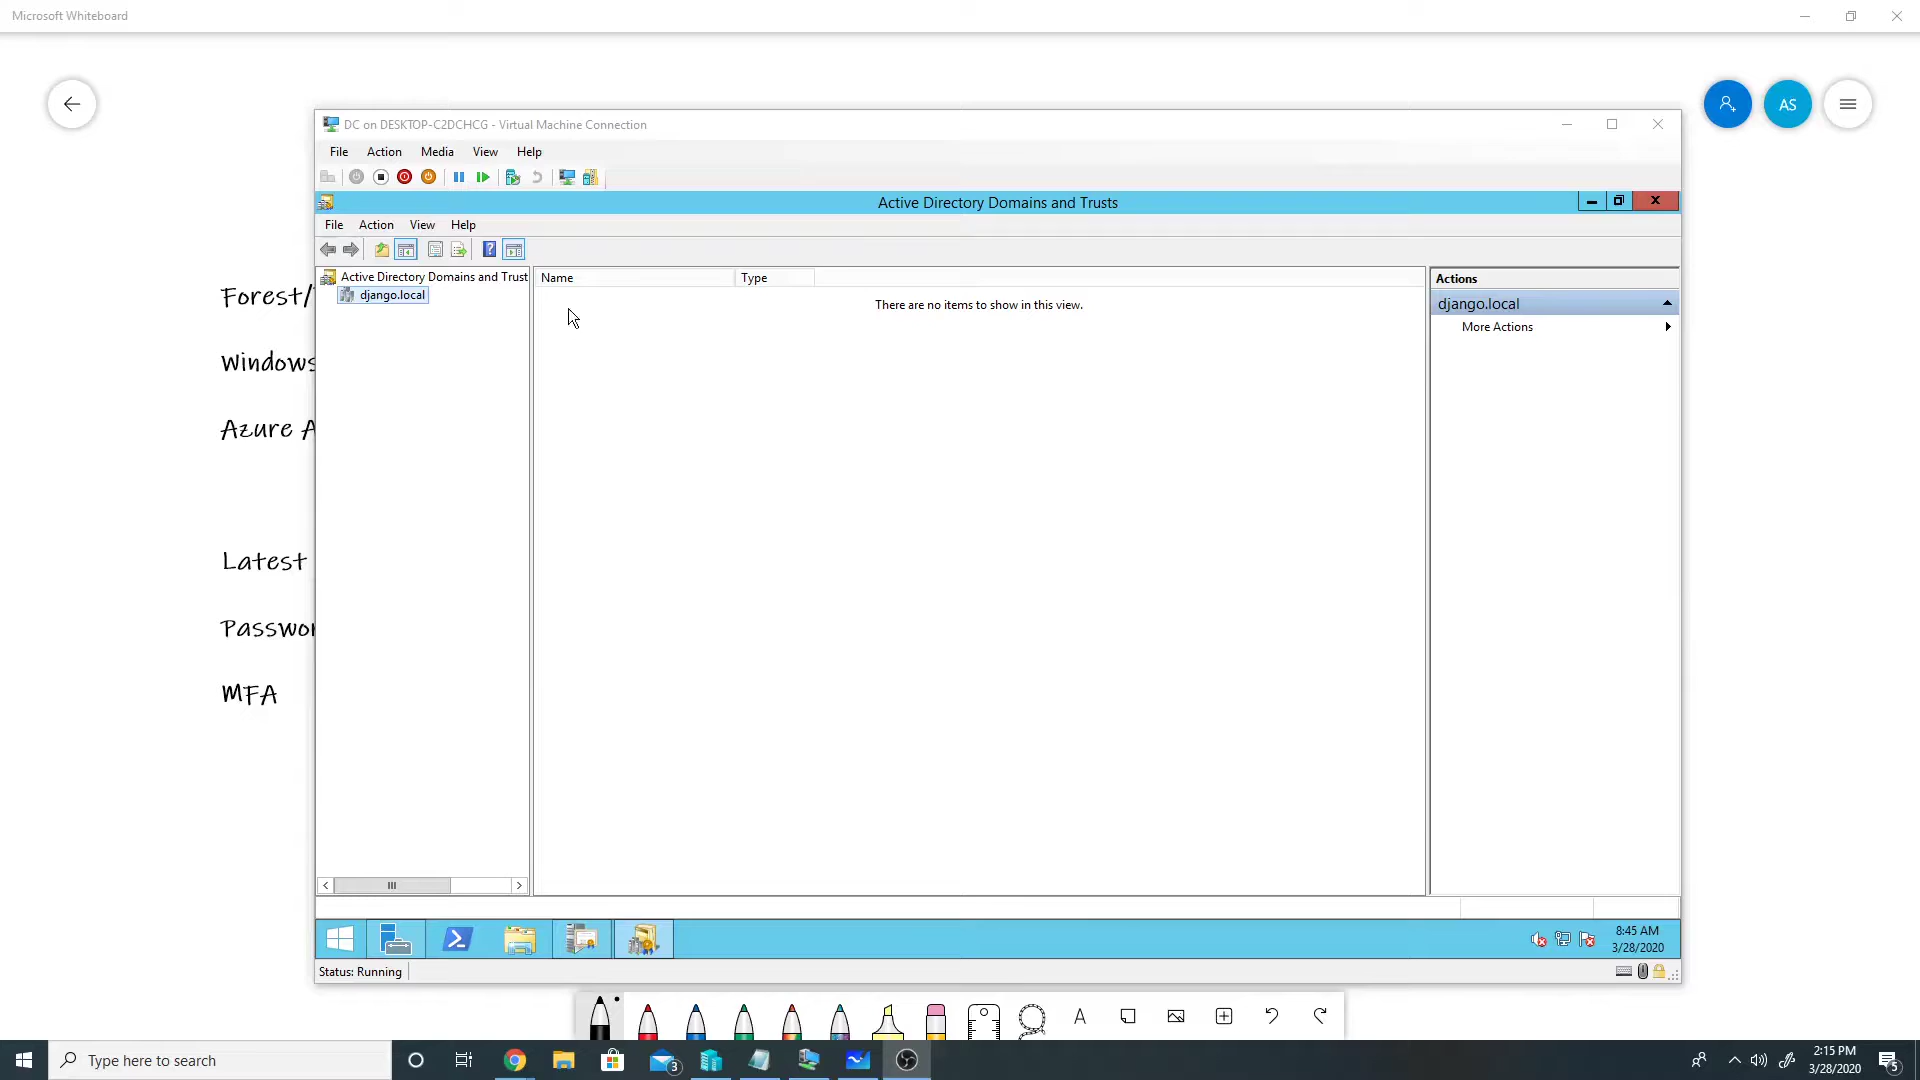 Microsoft Whiteboard
AS
DC on DESKTOP-C2DCHCG - Virtual Machine Connection
File Action Media View Help
Active Directory Domains and Trusts
File Action View Help
Active Directory Domains and Trust
django.local
Name Type
There are no items to show in this view.
Actions
django.local
More Actions
Forest/
Windows
Azure A
Latest
Passwor
MFA
8:45 AM
3/28/2020
Status: Running
A
Type here to search
3
2:15 PM
3/28/2020
5